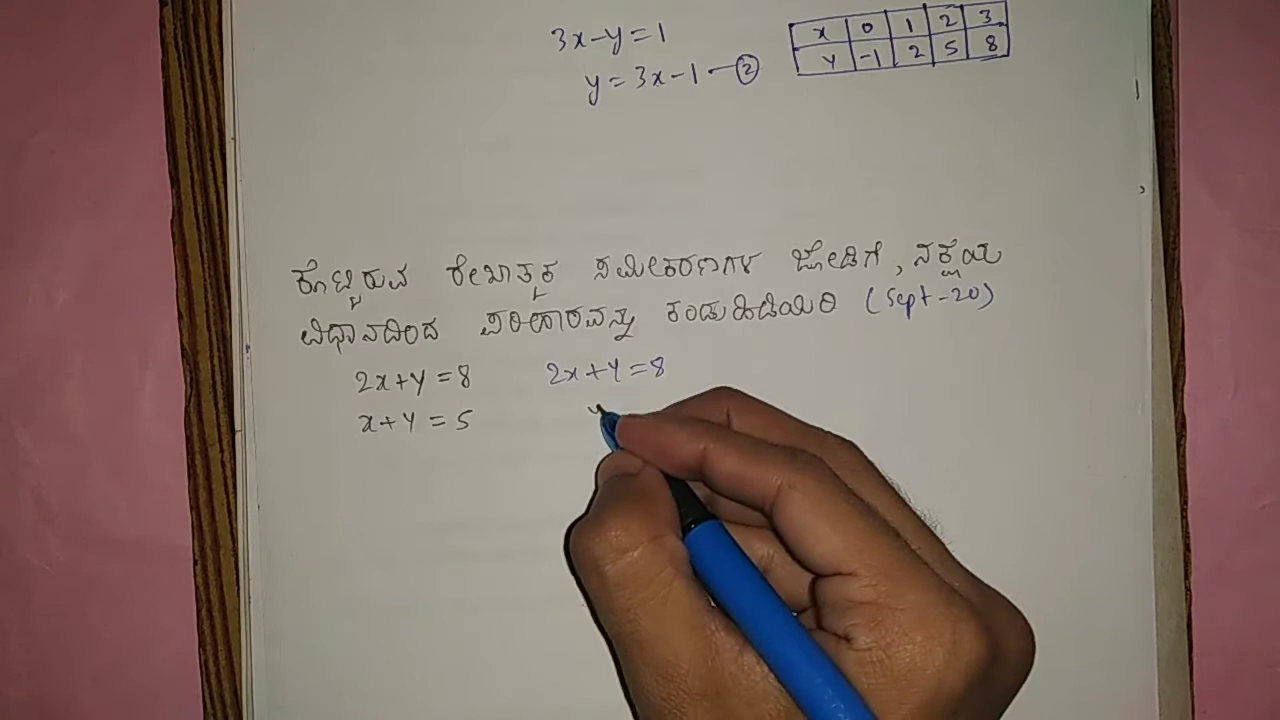 3x-y=1
y=3x-1 —②
x 0 1 2 3
y -1 2 5 8
ಕೊಟ್ಟಿರುವ ರೇಖಾತ್ಮಕ ಸಮೀಕರಣಗಳ ಜೋಡಿಗೆ, ನಕ್ಷೆಯ
ವಿಧಾನದಿಂದ ಪರಿಹಾರವನ್ನು ಕಂಡುಹಿಡಿಯಿರಿ (Sept-20)
2x+y=8 2x+y=8
x+y=5 y